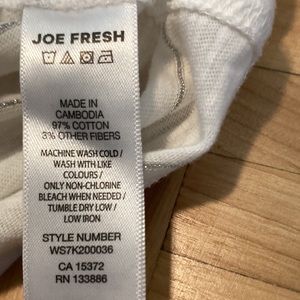 JOE FRESH
MADE IN
CAMBODIA
97% COTTON
3% OTHER FIBERS
MACHINE WASH COLD /
WASH WITH LIKE
COLOURS /
ONLY NON-CHLORINE
BLEACH WHEN NEEDED /
TUMBLE DRY LOW /
LOW IRON
STYLE NUMBER
WS7K200036
CA 15372
RN 133886